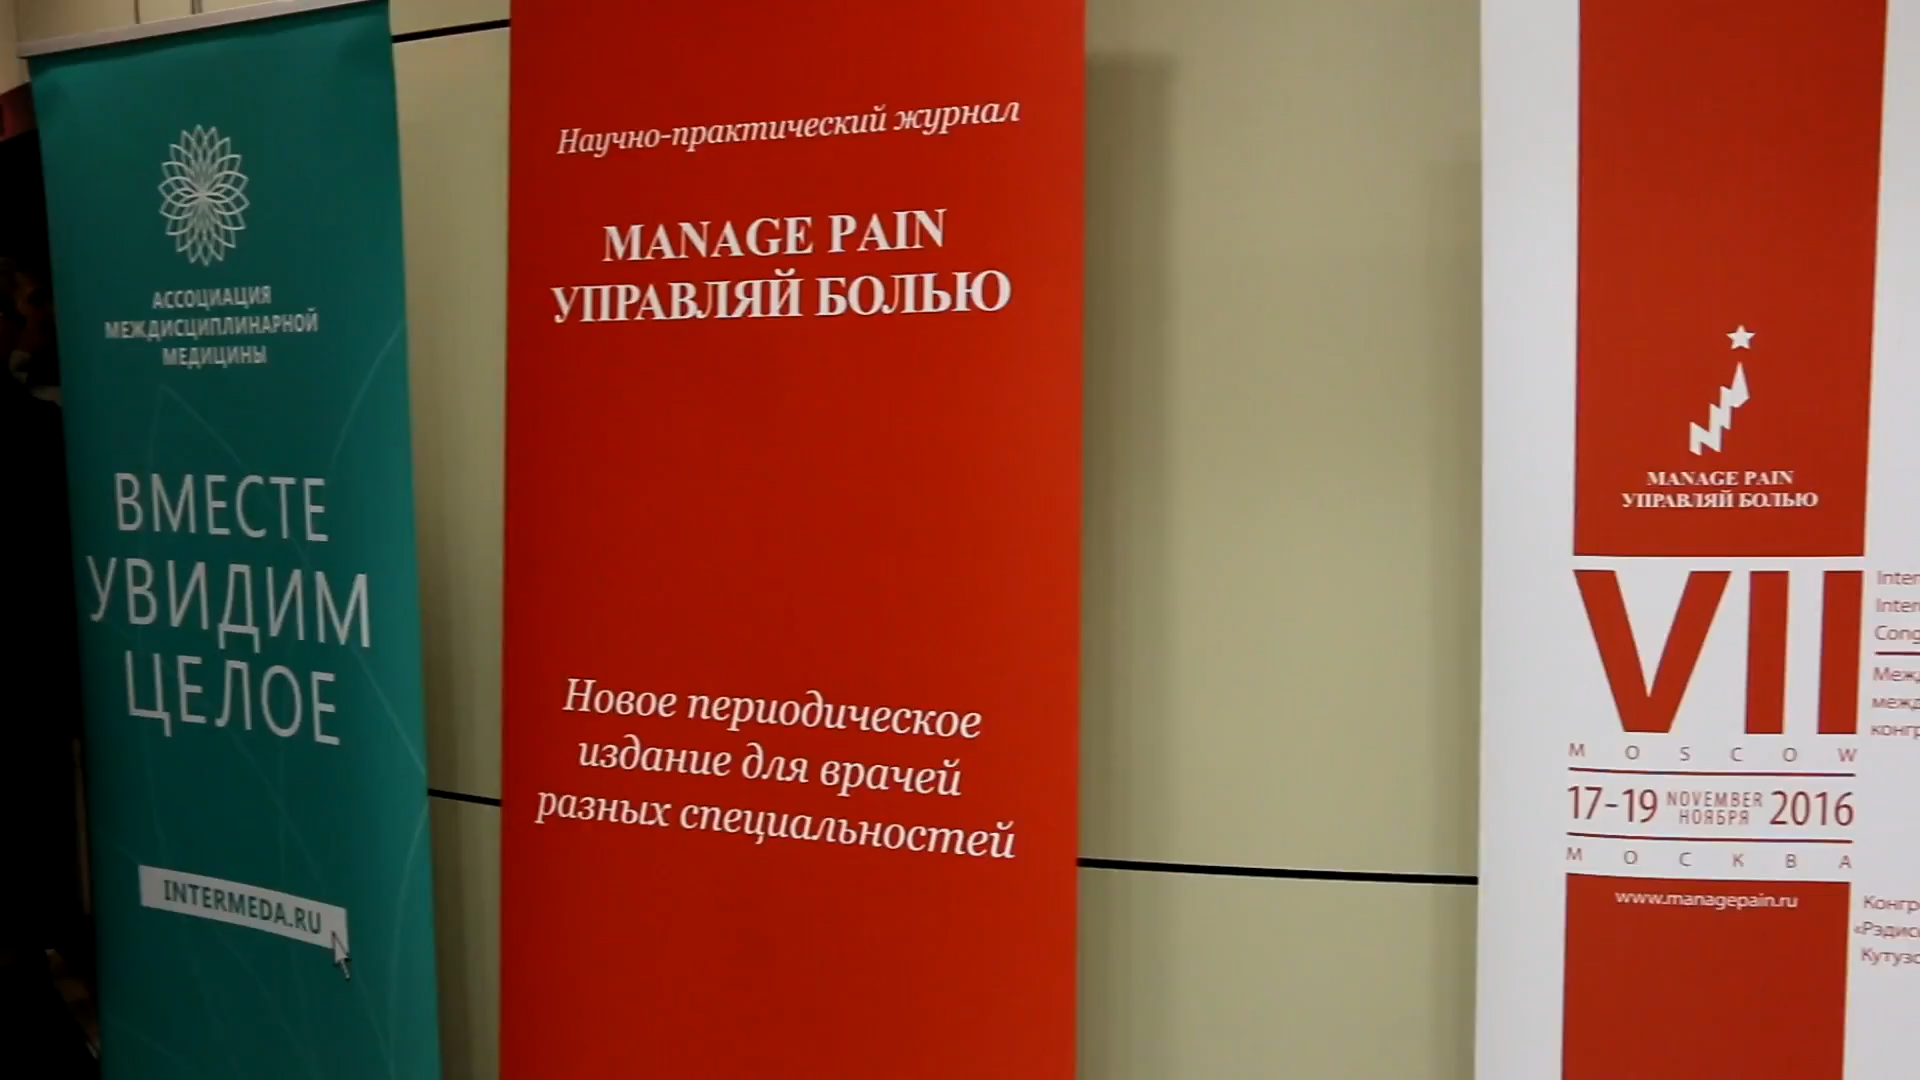 АССОЦИАЦИЯ
МЕЖДИСЦИПЛИНАРНОЙ
МЕДИЦИНЫ
ВМЕСТЕ
УВИДИМ
ЦЕЛОЕ
INTERMEDA.RU
Научно-практический журнал
MANAGE PAIN
УПРАВЛЯЙ БОЛЬЮ
Новое периодическое
издание для врачей
разных специальностей
MANAGE PAIN
УПРАВЛЯЙ БОЛЬЮ
VII
MOSCOW
17-19 NOVEMBER НОЯБРЯ 2016
МОСКВА
www.managepain.ru